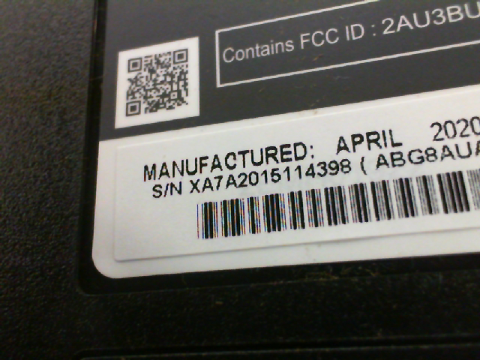 Contains FCC ID : 2AU3BU
MANUFACTURED: APRIL 2020
S/N XA7A2015114398 ( ABG8AUA